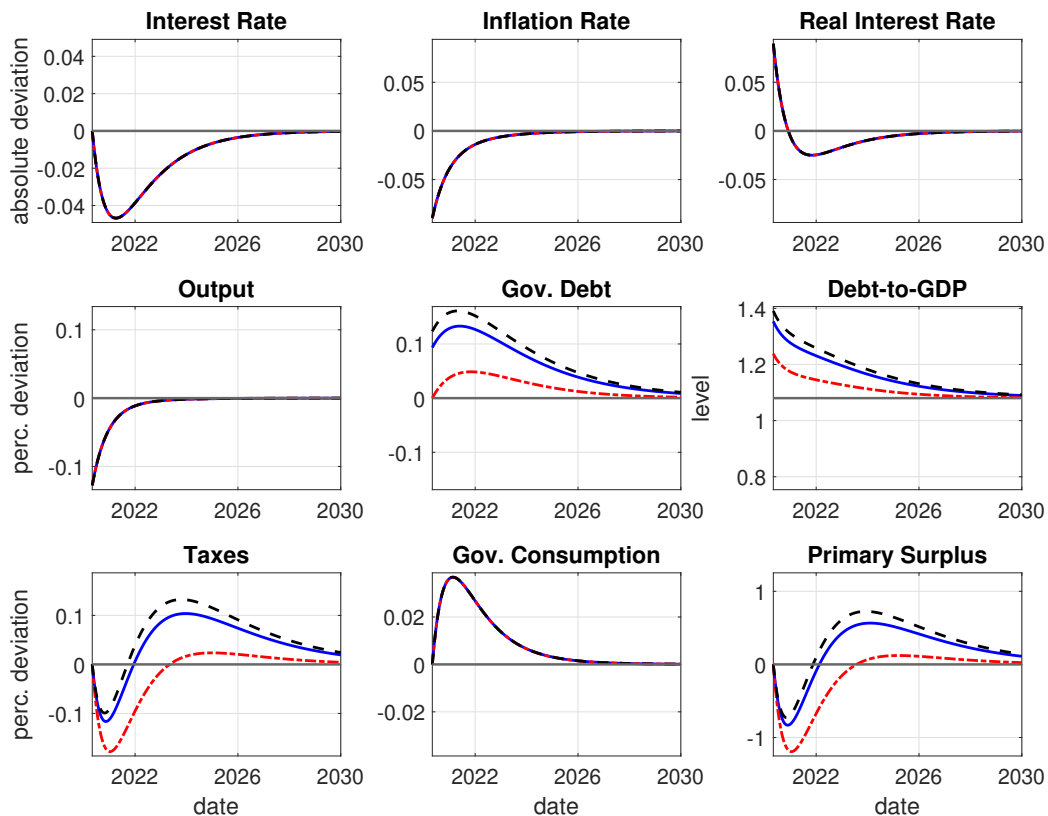 Interest Rate
absolute deviation
0.04
0.02
0
-0.02
-0.04
2022 2026 2030
Inflation Rate
0.05
0
-0.05
2022 2026 2030
Real Interest Rate
0.05
0
-0.05
2022 2026 2030
Output
perc. deviation
0.1
0
-0.1
2022 2026 2030
Gov. Debt
0.1
0
-0.1
2022 2026 2030
Debt-to-GDP
level
1.4
1.2
1
0.8
2022 2026 2030
Taxes
perc. deviation
0.1
0
-0.1
2022 2026 2030
date
Gov. Consumption
0.02
0
-0.02
2022 2026 2030
date
Primary Surplus
1
0
-1
2022 2026 2030
date